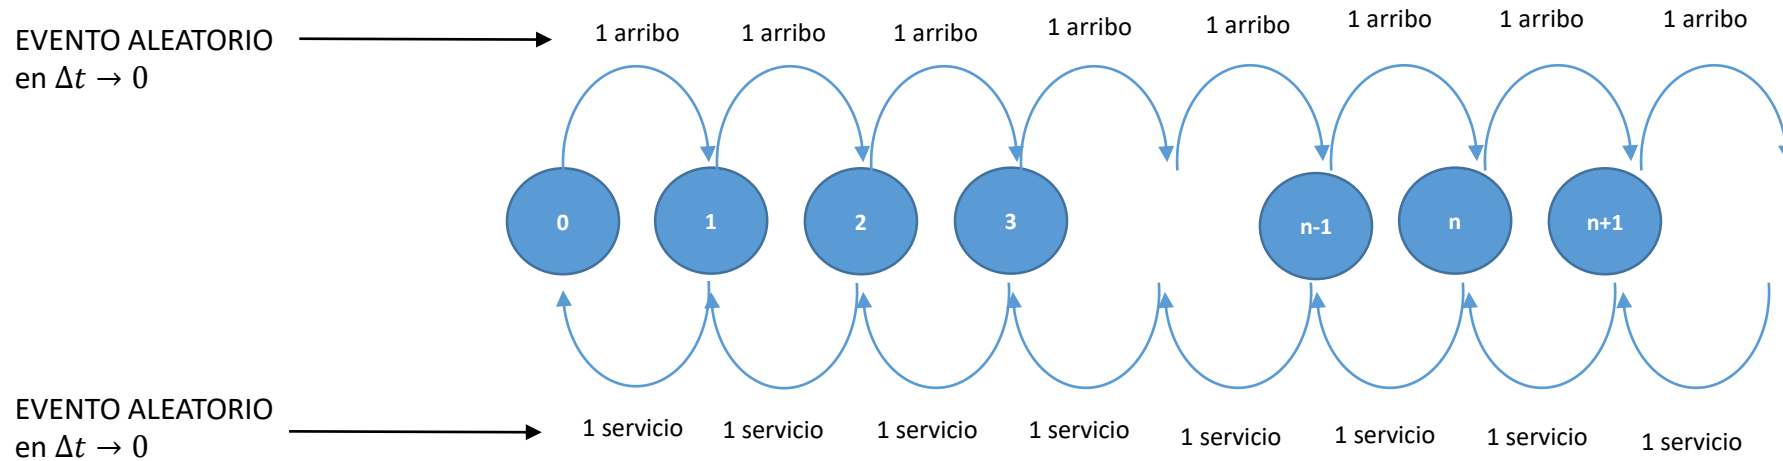 EVENTO ALEATORIO
en Δt → 0
1 arribo 1 arribo 1 arribo 1 arribo 1 arribo 1 arribo 1 arribo 1 arribo
0 1 2 3 n-1 n n+1
EVENTO ALEATORIO
en Δt → 0
1 servicio 1 servicio 1 servicio 1 servicio 1 servicio 1 servicio 1 servicio 1 servicio